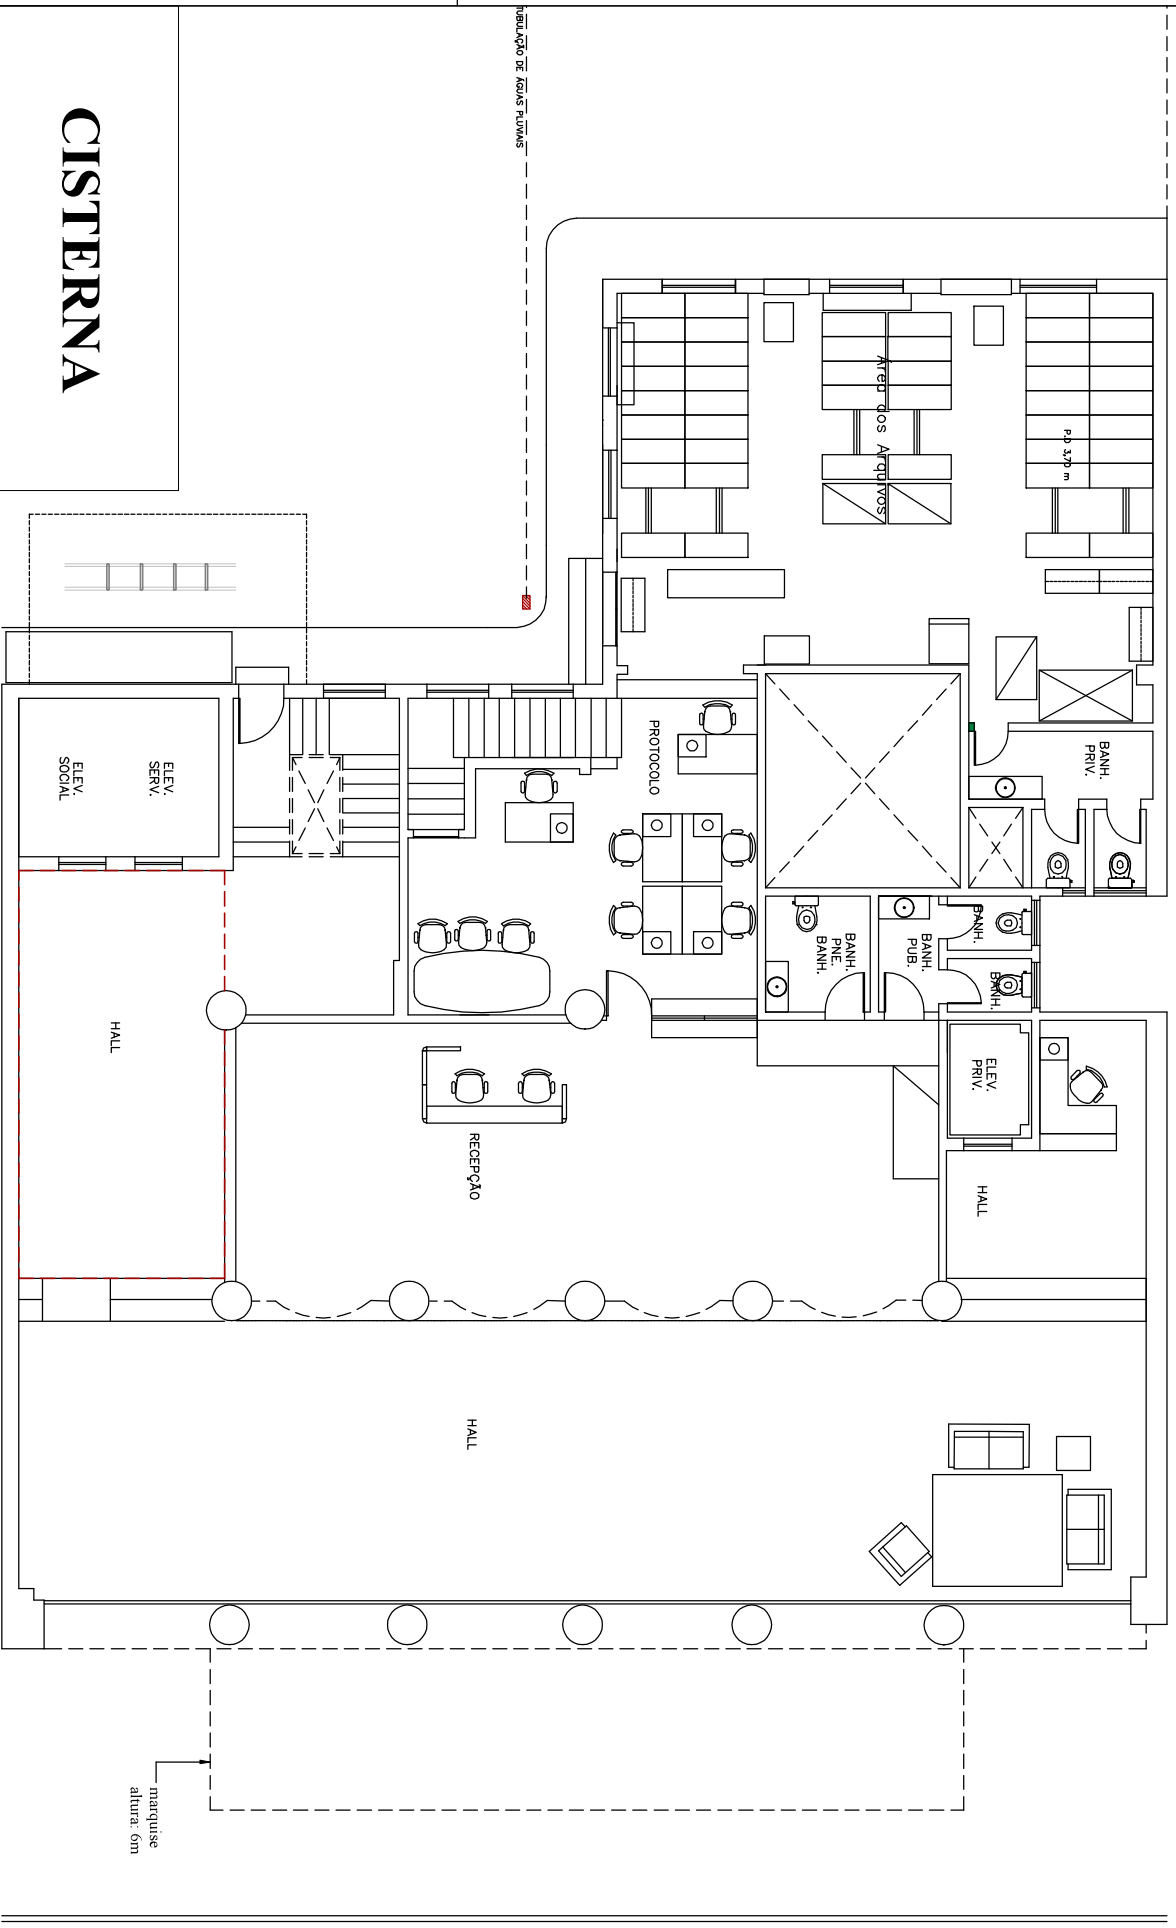 TUBULAÇÃO DE ÁGUAS PLUVIAIS
CISTERNA
Área dos Arquivos
P.D 3,70 m
PROTOCOLO
BANH.
PRIV.
ELEV.
SERV.
ELEV.
SOCIAL
BANH.
BANH.
PUB.
BANH.
PNE.
BANH.
BANH.
HALL
ELEV.
PRIV.
RECEPÇÃO
HALL
HALL
marquise
altura: 6m